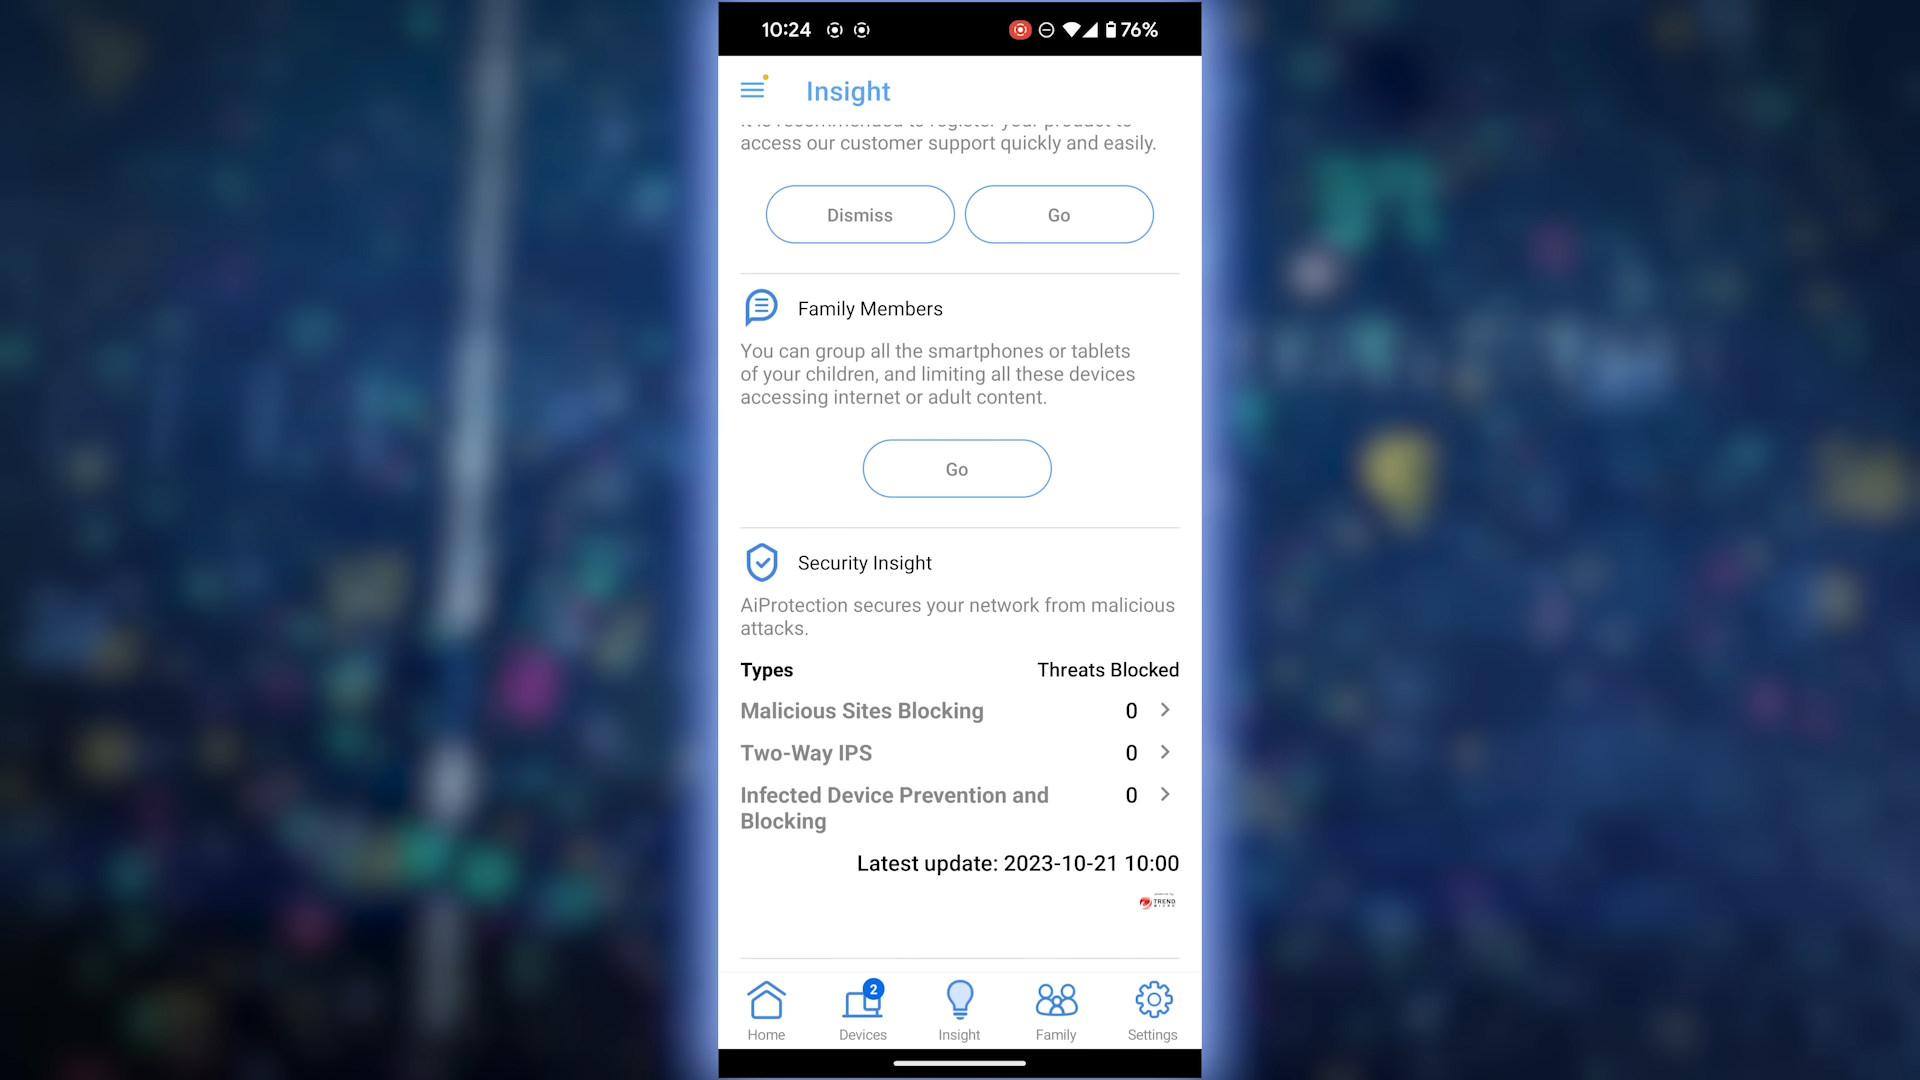 10:24
76%
Insight
It is recommended to register your product to
access our customer support quickly and easily.
Dismiss
Go
Family Members
You can group all the smartphones or tablets
of your children, and limiting all these devices
accessing internet or adult content.
Go
Security Insight
AiProtection secures your network from malicious
attacks.
Types
Threats Blocked
Malicious Sites Blocking
0
Two-Way IPS
0
Infected Device Prevention and
Blocking
0
Latest update: 2023-10-21 10:00
TREND
MICRO
2
Home
Devices
Insight
Family
Settings